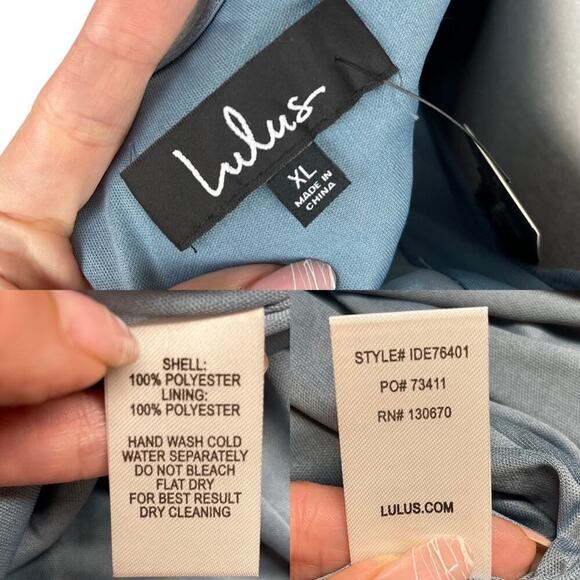 Lulus
XL
MADE IN
CHINA
SHELL:
100% POLYESTER
LINING:
100% POLYESTER
HAND WASH COLD
WATER SEPARATELY
DO NOT BLEACH
FLAT DRY
FOR BEST RESULT
DRY CLEANING
STYLE# IDE76401
PO# 73411
RN# 130670
LULUS.COM